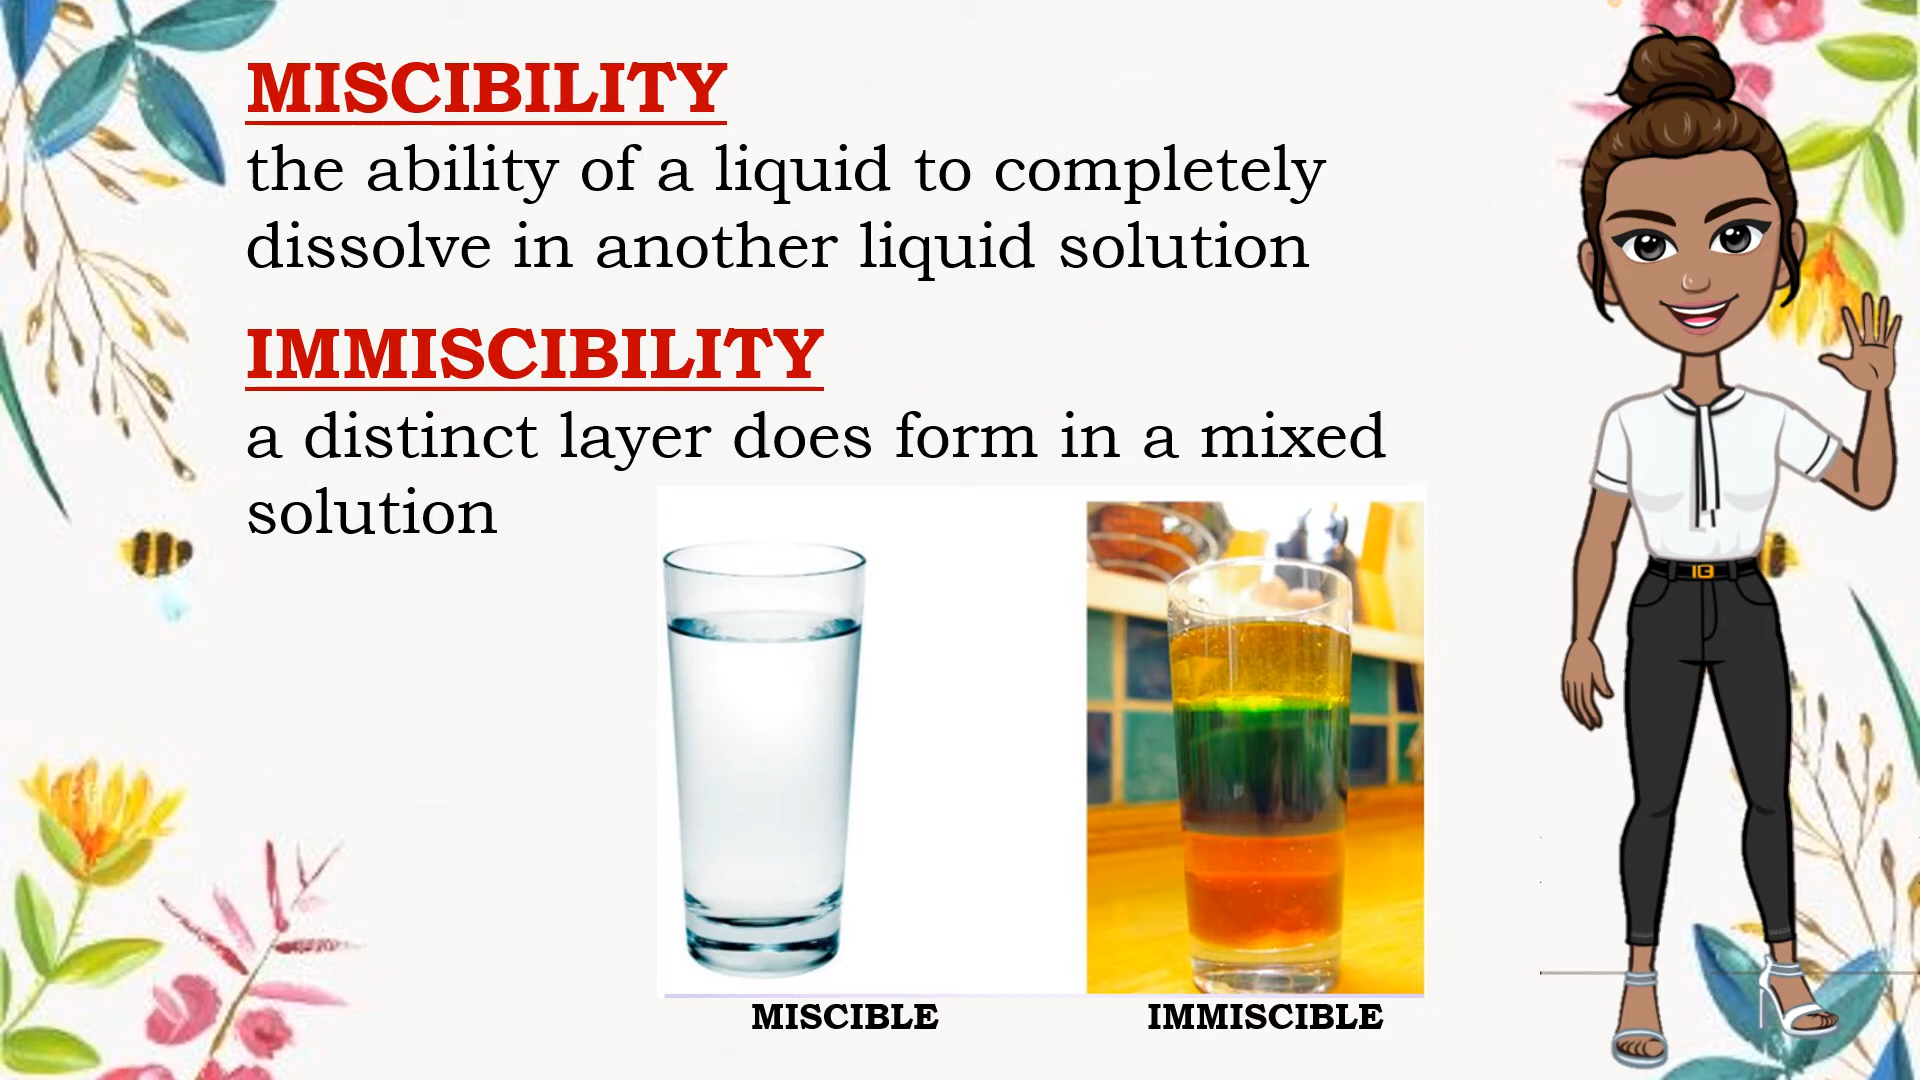 MISCIBILITY
the ability of a liquid to completely
dissolve in another liquid solution
IMMISCIBILITY
a distinct layer does form in a mixed
solution
MISCIBLE
IMMISCIBLE